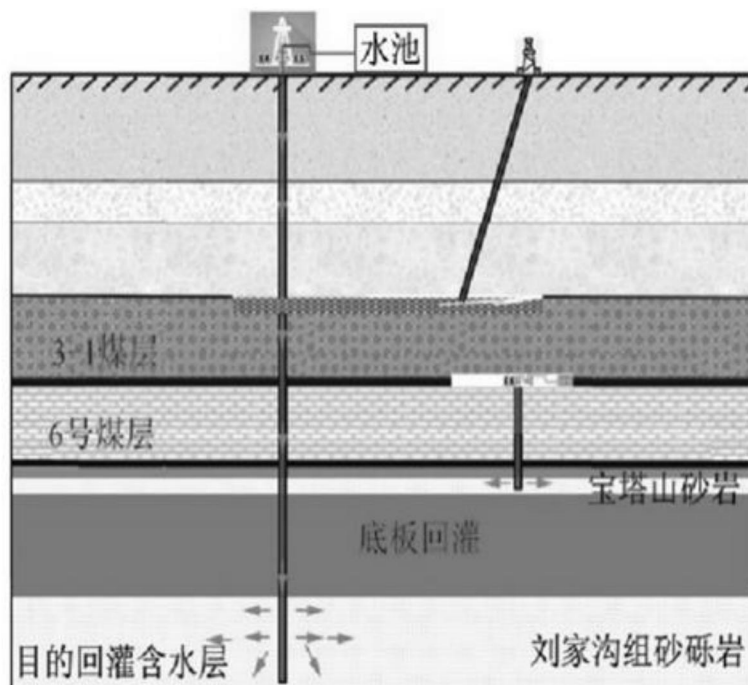 水池
3-1煤层
6号煤层
宝塔山砂岩
底板回灌
目的回灌含水层
刘家沟组砂砾岩